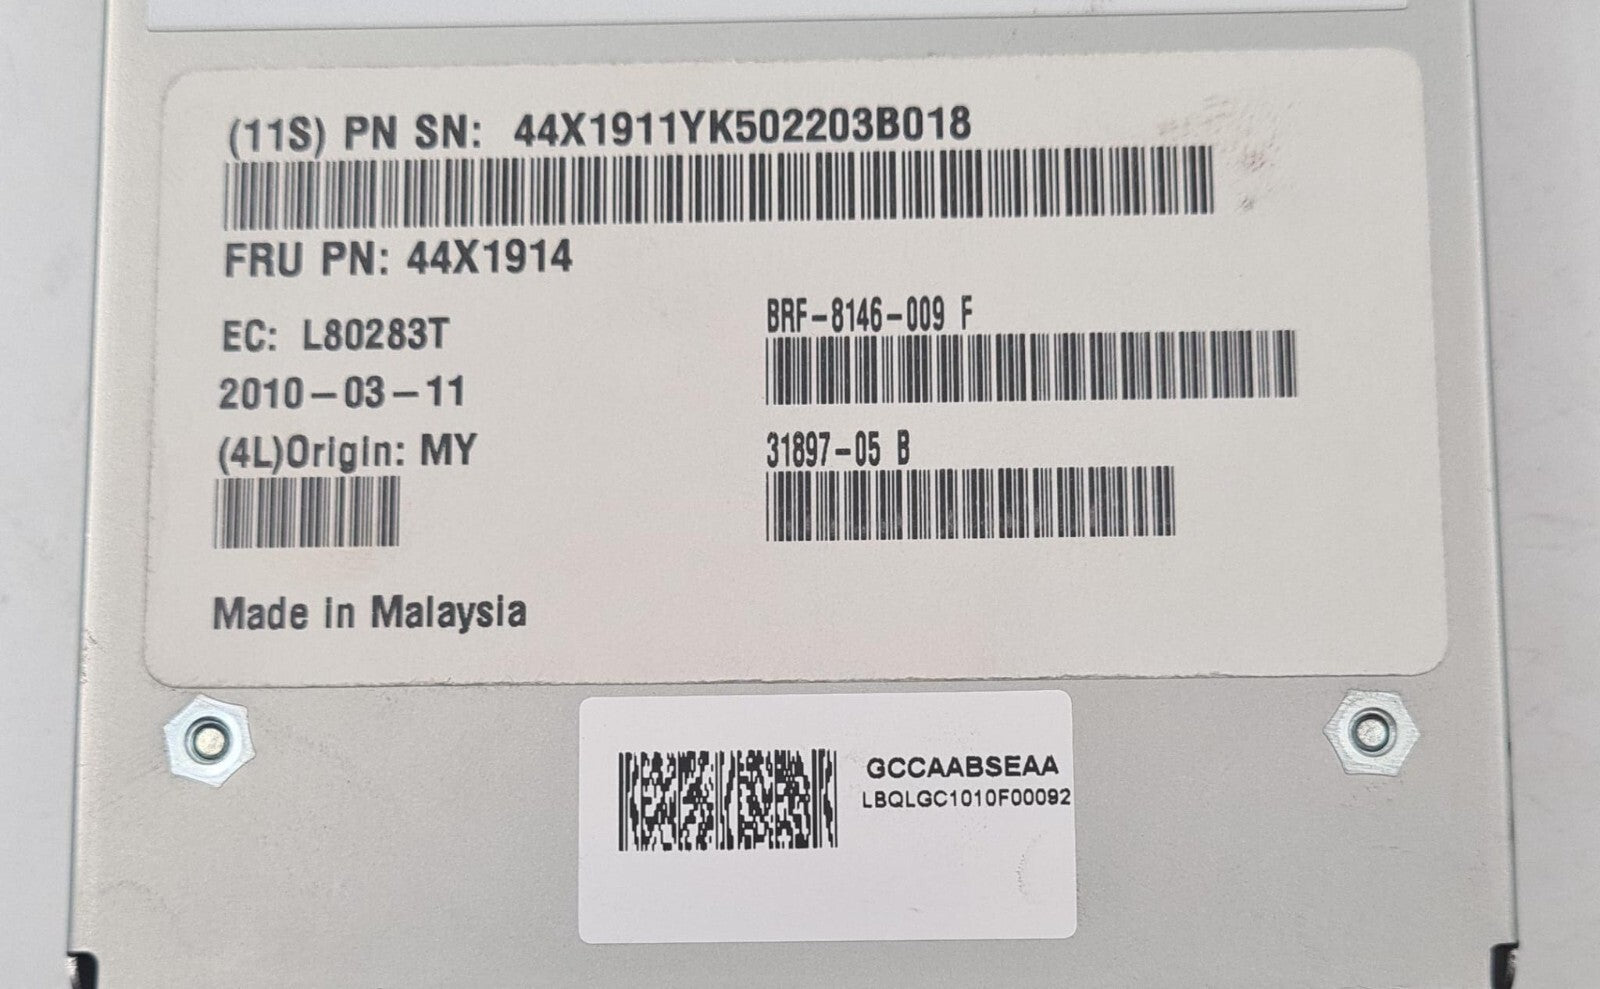 (11S) PN SN: 44X1911YK502203B018
FRU PN: 44X1914
EC: L80283T
2010-03-11
(4L)Origin: MY
Made in Malaysia
BRF-8146-009 F
31897-05 B
GCCAABSEAA
LBQLGC1010F00092